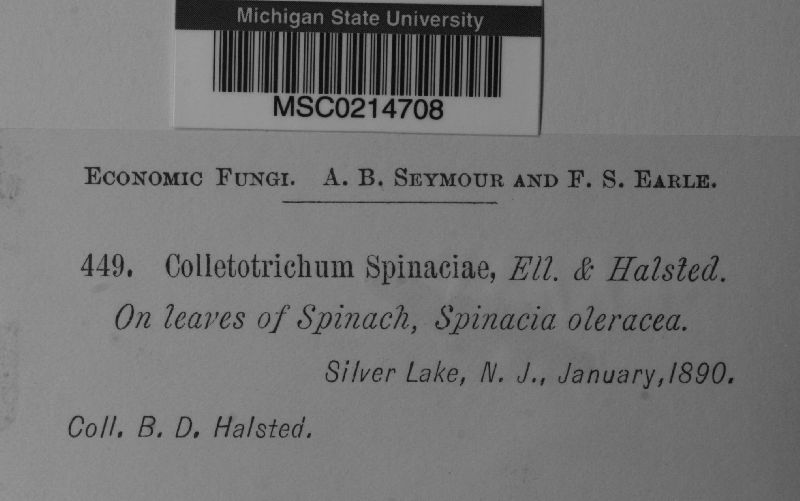 Michigan State University
MSC0214708
Economic Fungi. A. B. Seymour and F. S. Earle.
449. Colletotrichum Spinaciae, Ell. & Halsted.
On leaves of Spinach, Spinacia oleracea.
Silver Lake, N. J., January, 1890.
Coll. B. D. Halsted.